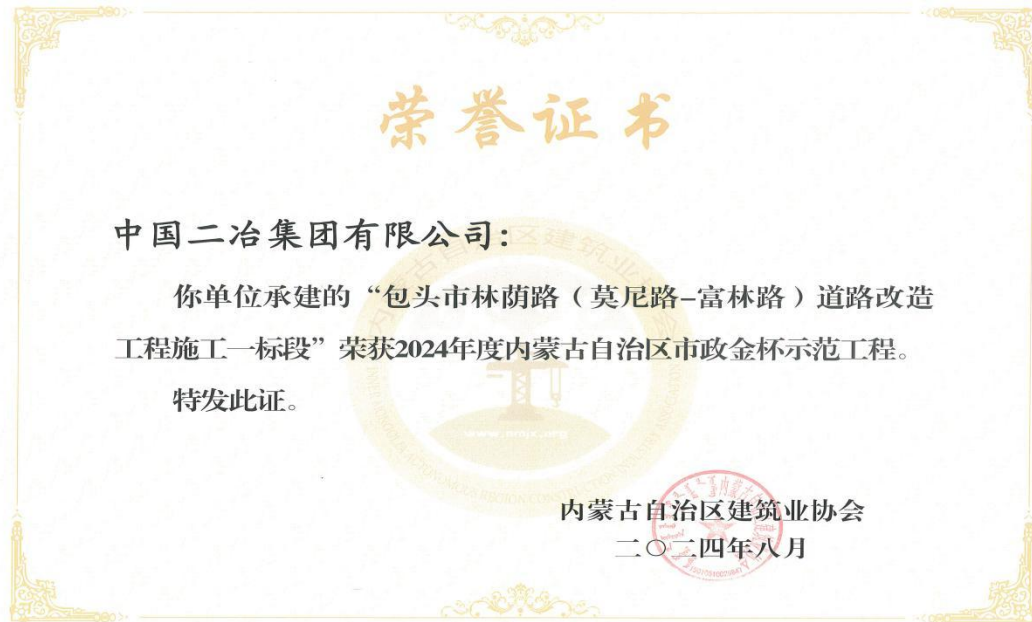 荣誉证书
中国二冶集团有限公司:
你单位承建的“包头市林荫路(莫尼路-富林路)道路改造
工程施工一标段”荣获2024年度内蒙古自治区市政金杯示范工程。
特发此证。
www.nmjx.org
内蒙古自治区建筑业协会
二〇二四年八月